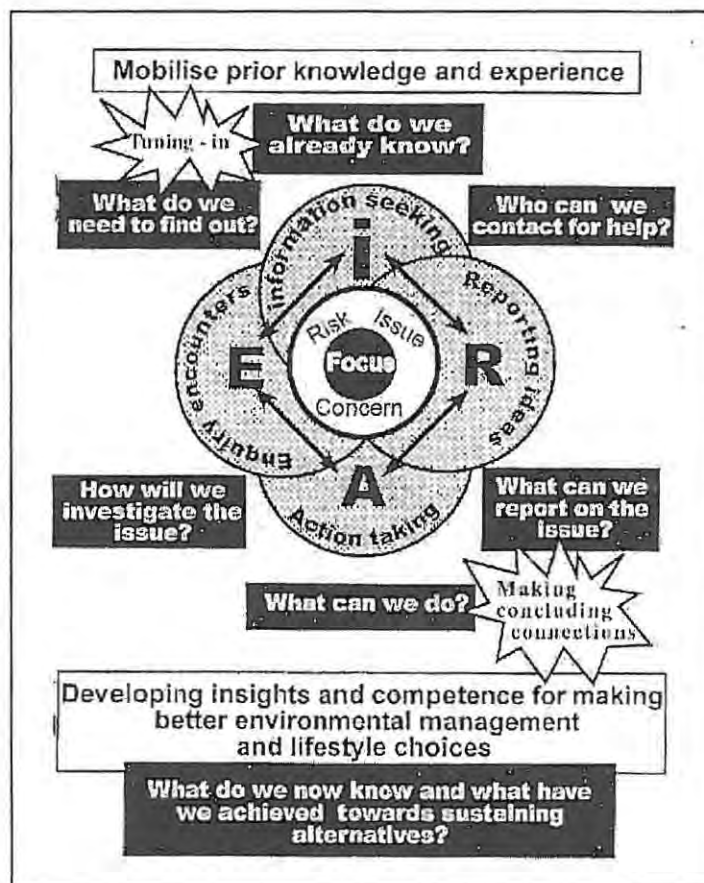 Mobilise prior knowledge and experience
Tuning - in
What do we
already know?
What do we
need to find out?
Who can we
contact for help?
information seeking
i
Enquiry encounters
E
Risk
Issue
Focus
Concern
R
Reporting ideas
A
Action taking
How will we
investigate the
issue?
What can we
report on the
issue?
What can we do?
Making
concluding
connections
Developing insights and competence for making
better environmental management
and lifestyle choices
What do we now know and what have
we achieved towards sustaining
alternatives?